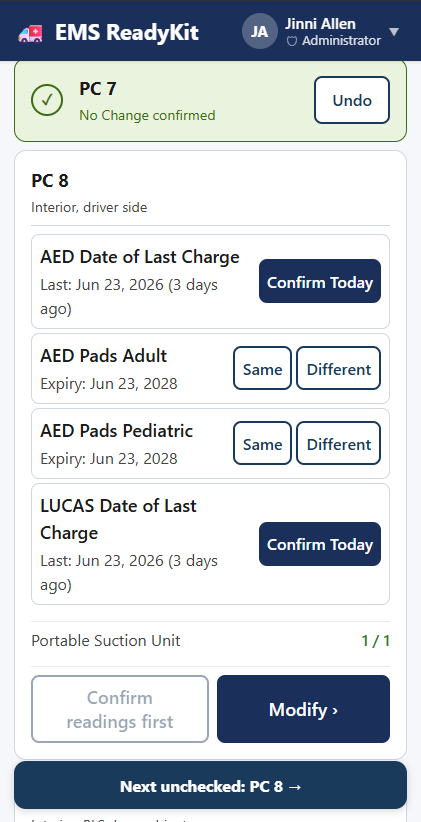 EMS ReadyKit
JA
Jinni Allen
Administrator
▼
✓
PC 7
No Change confirmed
Undo
PC 8
Interior, driver side
AED Date of Last Charge
Last: Jun 23, 2026 (3 days
ago)
Confirm Today
AED Pads Adult
Expiry: Jun 23, 2028
Same
Different
AED Pads Pediatric
Expiry: Jun 23, 2028
Same
Different
LUCAS Date of Last
Charge
Last: Jun 23, 2026 (3 days
ago)
Confirm Today
Portable Suction Unit
1 / 1
Confirm
readings first
Modify ›
Next unchecked: PC 8 →